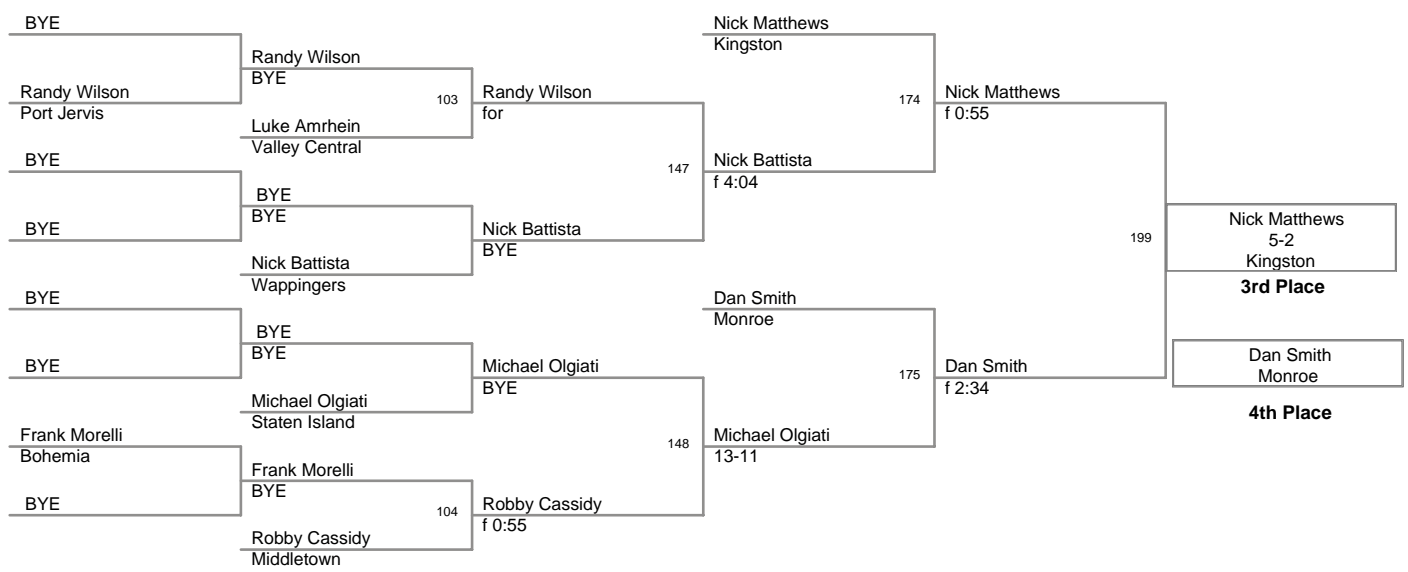 BYE
Randy Wilson
Port Jervis
BYE
BYE
BYE
BYE
Frank Morelli
Bohemia
BYE
Randy Wilson
BYE
103
Luke Amrhein
Valley Central
BYE
BYE
Nick Battista
Wappingers
BYE
BYE
Michael Olgiati
Staten Island
Frank Morelli
BYE
104
Robby Cassidy
Middletown
Randy Wilson
for
147
Nick Battista
BYE
Michael Olgiati
BYE
148
Robby Cassidy
f 0:55
Nick Matthews
Kingston
174
Nick Battista
f 4:04
Dan Smith
Monroe
175
Michael Olgiati
13-11
Nick Matthews
f 0:55
199
Dan Smith
f 2:34
Nick Matthews
5-2
Kingston
3rd Place
Dan Smith
Monroe
4th Place